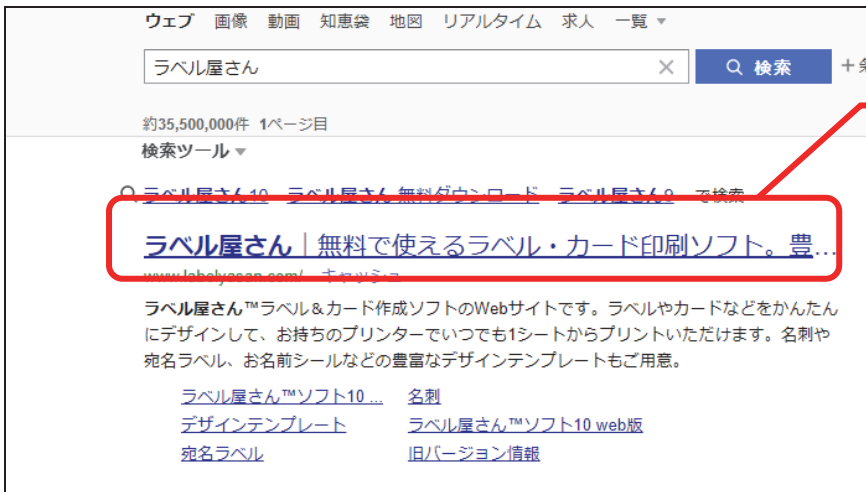 ウェブ 画像 動画 知恵袋 地図 リアルタイム 求人 一覧 ▼
ラベル屋さん × 検索 +
約35,500,000件 1ページ目
検索ツール ▼
ラベル屋さん10 ラベル屋さん 無料ダウンロード ラベル屋さん9 で検索
ラベル屋さん｜無料で使えるラベル・カード印刷ソフト。豊...
www.labelyasan.com/ キャッシュ
ラベル屋さん™ラベル＆カード作成ソフトのWebサイトです。ラベルやカードなどをかんたん
にデザインして、お持ちのプリンターでいつでも1シートからプリントいただけます。名刺や
宛名ラベル、お名前シールなどの豊富なデザインテンプレートもご用意。
ラベル屋さん™ソフト10 ... 名刺
デザインテンプレート ラベル屋さん™ソフト10 web版
宛名ラベル 旧バージョン情報